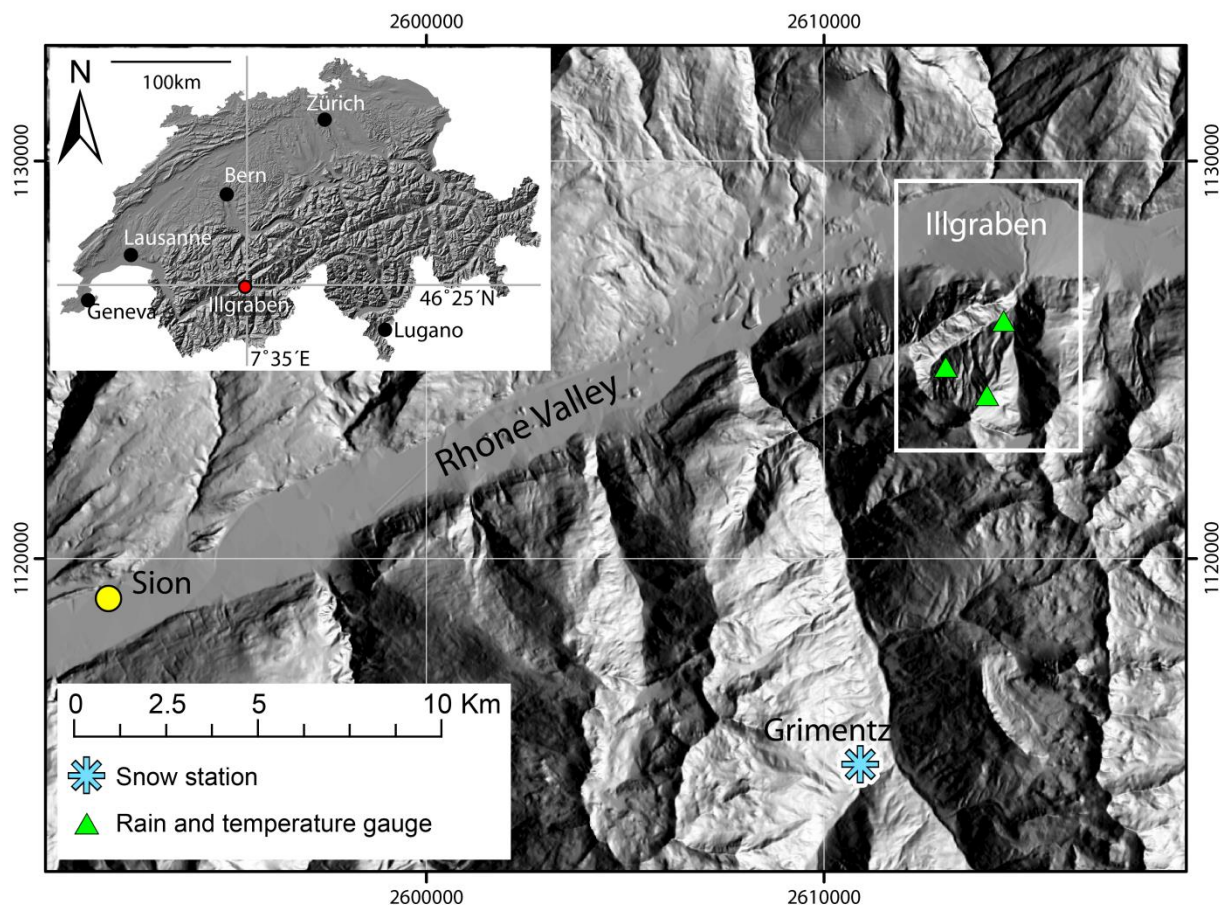 2600000
2610000
N
100km
Zürich
Bern
Lausanne
Geneva
Illgraben
46°25´N
7°35´E
Lugano
1130000
1130000
Illgraben
Rhône Valley
1120000
1120000
Sion
Grimentz
0 2.5 5 10 Km
Snow station
Rain and temperature gauge
2600000
2610000